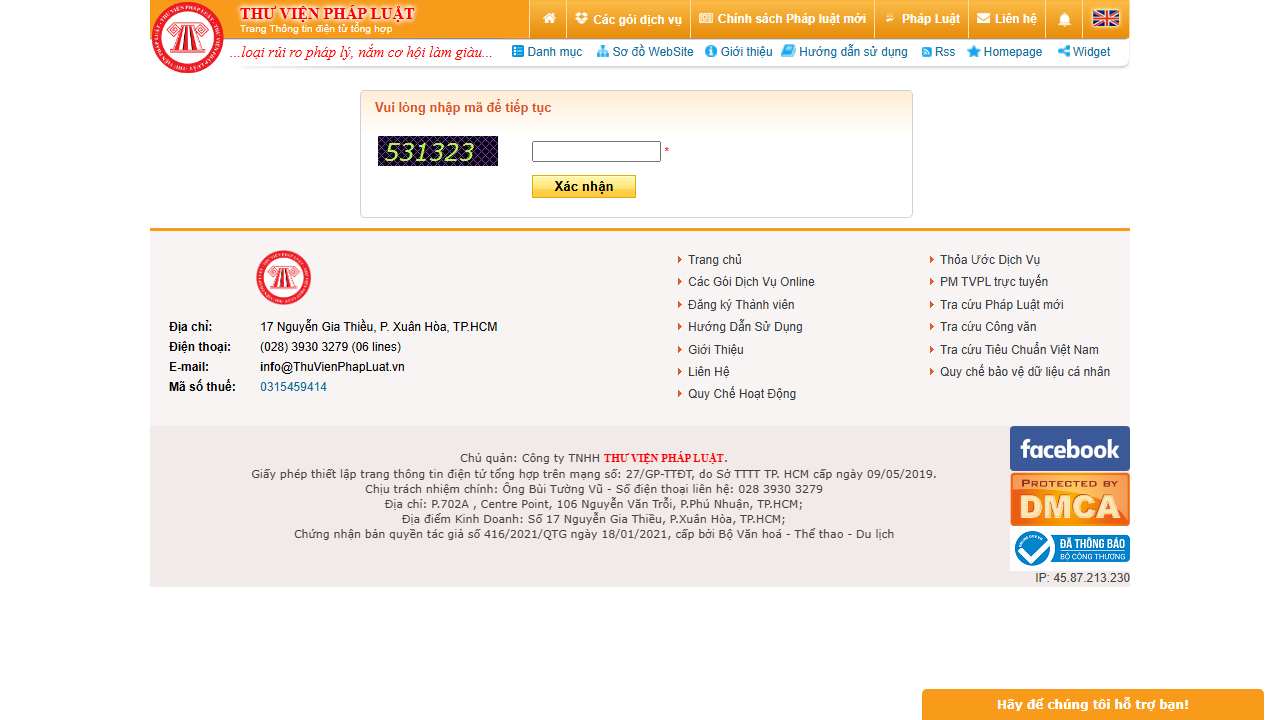 THƯ VIỆN PHÁP LUẬT
Trang Thông tin điện tử tổng hợp
Các gói dịch vụ
Chính sách Pháp luật mới
Pháp Luật
Liên hệ
...loại rủi ro pháp lý, nắm cơ hội làm giàu...
Danh mục
Sơ đồ WebSite
Giới thiệu
Hướng dẫn sử dụng
Rss
Homepage
Widget
Vui lòng nhập mã để tiếp tục
531323
*
Xác nhận
Địa chỉ: 17 Nguyễn Gia Thiều, P. Xuân Hòa, TP.HCM
Điện thoại: (028) 3930 3279 (06 lines)
E-mail: info@ThuVienPhapLuat.vn
Mã số thuế: 0315459414
Trang chủ
Các Gói Dịch Vụ Online
Đăng ký Thành viên
Hướng Dẫn Sử Dụng
Giới Thiệu
Liên Hệ
Quy Chế Hoạt Động
Thỏa Ước Dịch Vụ
PM TVPL trực tuyến
Tra cứu Pháp Luật mới
Tra cứu Công văn
Tra cứu Tiêu Chuẩn Việt Nam
Quy chế bảo vệ dữ liệu cá nhân
Chủ quản: Công ty TNHH THƯ VIỆN PHÁP LUẬT.
Giấy phép thiết lập trang thông tin điện tử tổng hợp trên mạng số: 27/GP-TTĐT, do Sở TTTT TP. HCM cấp ngày 09/05/2019.
Chịu trách nhiệm chính: Ông Bùi Tường Vũ - Số điện thoại liên hệ: 028 3930 3279
Địa chỉ: P.702A , Centre Point, 106 Nguyễn Văn Trỗi, P.Phú Nhuận, TP.HCM;
Địa điểm Kinh Doanh: Số 17 Nguyễn Gia Thiều, P.Xuân Hòa, TP.HCM;
Chứng nhận bản quyền tác giả số 416/2021/QTG ngày 18/01/2021, cấp bởi Bộ Văn hoá - Thể thao - Du lịch
facebook
PROTECTED BY
DMCA
ĐÃ THÔNG BÁO
BỘ CÔNG THƯƠNG
IP: 45.87.213.230
Hãy để chúng tôi hỗ trợ bạn!